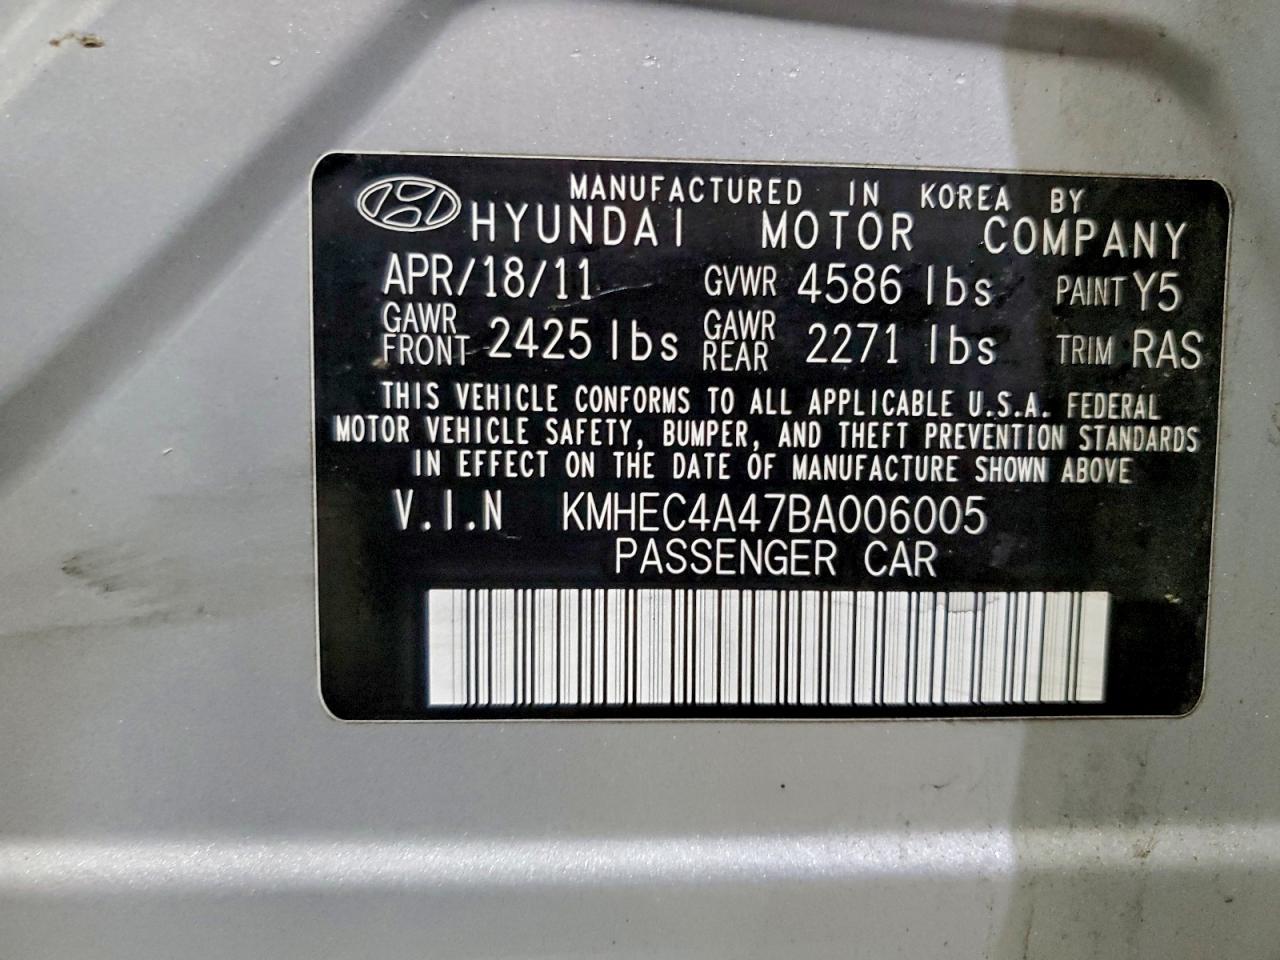 MANUFACTURED IN KOREA BY
HYUNDAI MOTOR COMPANY
APR/18/11 GVWR 4586 lbs PAINT Y5
GAWR FRONT 2425 lbs GAWR REAR 2271 lbs TRIM RAS
THIS VEHICLE CONFORMS TO ALL APPLICABLE U.S.A. FEDERAL
MOTOR VEHICLE SAFETY, BUMPER, AND THEFT PREVENTION STANDARDS
IN EFFECT ON THE DATE OF MANUFACTURE SHOWN ABOVE
V.I.N KMHEC4A47BA006005
PASSENGER CAR